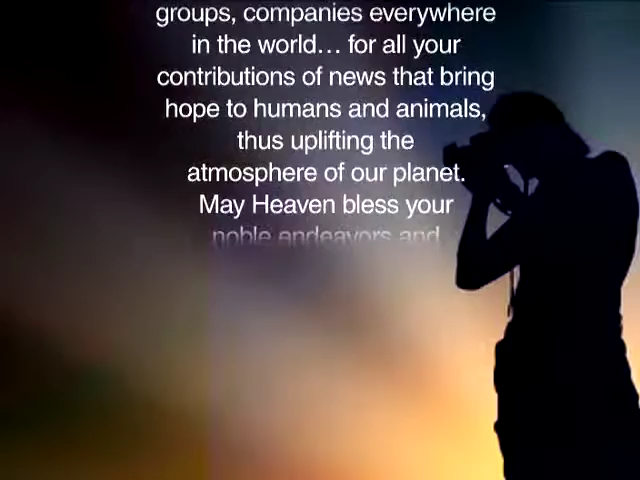 groups, companies everywhere
in the world… for all your
contributions of news that bring
hope to humans and animals,
thus uplifting the
atmosphere of our planet.
May Heaven bless your
noble endeavors and